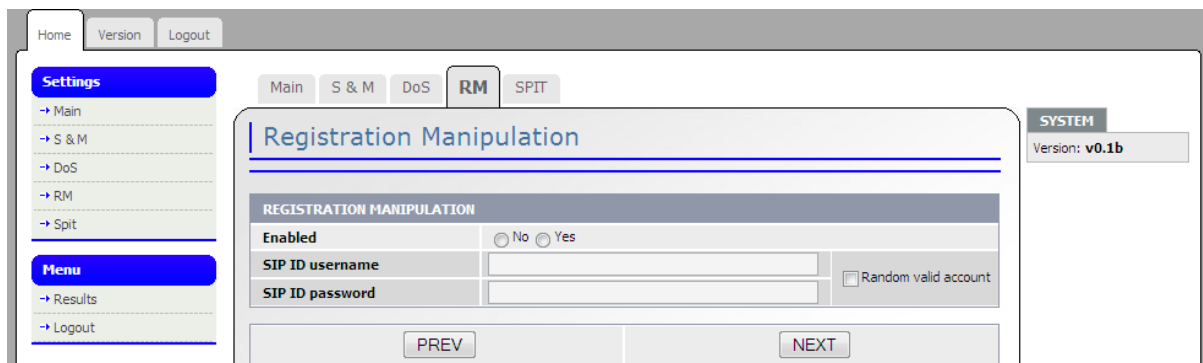 Home Version Logout
Settings
Main
S & M
DoS
RM
Spit
Menu
Results
Logout
Main S & M DoS RM SPIT
Registration Manipulation
REGISTRATION MANIPULATION
Enabled No Yes
SIP ID username
Random valid account
SIP ID password
PREV NEXT
SYSTEM
Version: v0.1b